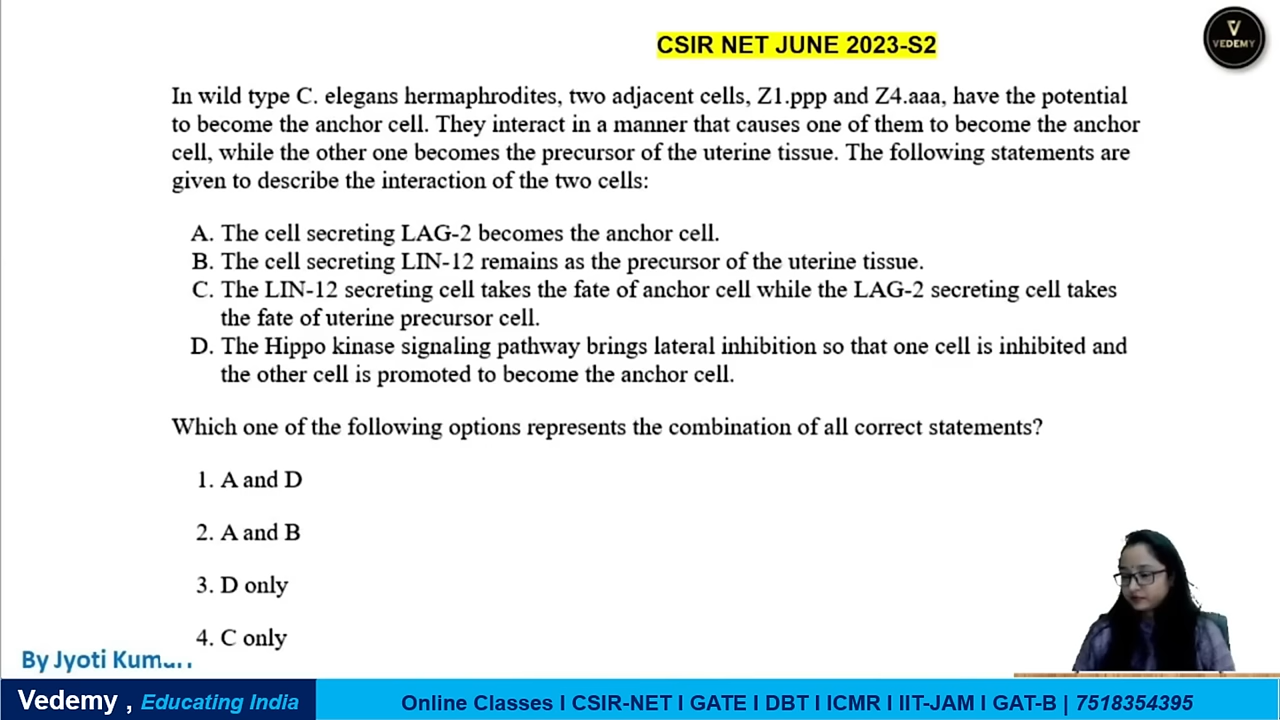 CSIR NET JUNE 2023-S2
VEDEMY
In wild type C. elegans hermaphrodites, two adjacent cells, Z1.ppp and Z4.aaa, have the potential
to become the anchor cell. They interact in a manner that causes one of them to become the anchor
cell, while the other one becomes the precursor of the uterine tissue. The following statements are
given to describe the interaction of the two cells:
A. The cell secreting LAG-2 becomes the anchor cell.
B. The cell secreting LIN-12 remains as the precursor of the uterine tissue.
C. The LIN-12 secreting cell takes the fate of anchor cell while the LAG-2 secreting cell takes
the fate of uterine precursor cell.
D. The Hippo kinase signaling pathway brings lateral inhibition so that one cell is inhibited and
the other cell is promoted to become the anchor cell.
Which one of the following options represents the combination of all correct statements?
1. A and D
2. A and B
3. D only
4. C only
By Jyoti
Vedemy , Educating India
Online Classes I CSIR-NET I GATE I DBT I ICMR I IIT-JAM I GAT-B | 7518354395